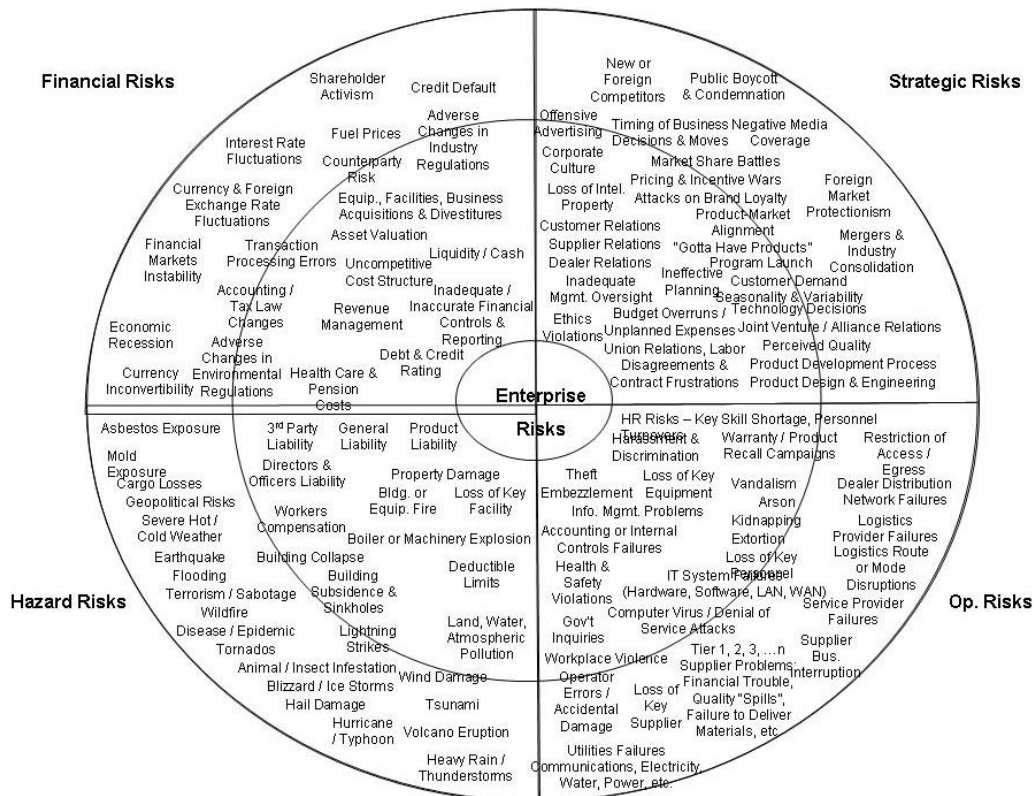 Financial Risks
Shareholder
Activism
Credit Default
Fuel Prices
Adverse
Changes in
Industry
Regulations
Interest Rate
Fluctuations
Counterparty
Risk
Currency & Foreign
Exchange Rate
Fluctuations
Equip., Facilities, Business
Acquisitions & Divestitures
Asset Valuation
Financial
Markets
Instability
Transaction
Processing Errors
Liquidity / Cash
Uncompetitive
Cost Structure
Accounting /
Tax Law
Changes
Revenue
Management
Inadequate /
Inaccurate Financial
Controls &
Reporting
Economic
Recession
Adverse
Changes in
Environmental
Regulations
Debt & Credit
Rating
Currency
Inconvertibility
Health Care &
Pension
Costs
Strategic Risks
New or
Foreign
Competitors
Public Boycott
& Condemnation
Offensive
Advertising
Timing of Business
Decisions & Moves
Negative Media
Coverage
Corporate
Culture
Market Share Battles
Loss of Intel.
Property
Pricing & Incentive Wars
Attacks on Brand Loyalty
Foreign
Market
Protectionism
Product-Market
Alignment
Customer Relations
Supplier Relations
Dealer Relations
"Gotta Have Products"
Program Launch
Mergers &
Industry
Consolidation
Inadequate
Mgmt. Oversight
Ineffective
Planning
Customer Demand
Seasonality & Variability
Ethics
Violations
Budget Overruns /
Unplanned Expenses
Technology Decisions
Joint Venture / Alliance Relations
Perceived Quality
Union Relations, Labor
Disagreements &
Contract Frustrations
Product Development Process
Product Design & Engineering
Enterprise
Risks
Hazard Risks
Asbestos Exposure
3rd Party
Liability
General
Liability
Product
Liability
Mold
Exposure
Cargo Losses
Directors &
Officers Liability
Property Damage
Geopolitical Risks
Bldg. or
Equip. Fire
Loss of Key
Facility
Severe Hot /
Cold Weather
Workers
Compensation
Boiler or Machinery Explosion
Earthquake
Building Collapse
Flooding
Building
Subsidence &
Sinkholes
Deductible
Limits
Terrorism / Sabotage
Wildfire
Disease / Epidemic
Lightning
Strikes
Land, Water,
Atmospheric
Pollution
Tornados
Animal / Insect Infestation
Wind Damage
Blizzard / Ice Storms
Hail Damage
Tsunami
Hurricane
/ Typhoon
Volcano Eruption
Heavy Rain /
Thunderstorms
Op. Risks
HR Risks – Key Skill Shortage, Personnel
Turnovers
Harassment &
Discrimination
Warranty / Product
Recall Campaigns
Restriction of
Access /
Egress
Theft
Embezzlement
Loss of Key
Equipment
Vandalism
Dealer Distribution
Network Failures
Info. Mgmt. Problems
Arson
Kidnapping
Extortion
Logistics
Provider Failures
Accounting or Internal
Controls Failures
Loss of Key
Personnel
Logistics Route
or Mode
Disruptions
Health &
Safety
Violations
IT System Failures
(Hardware, Software, LAN, WAN)
Service Provider
Failures
Computer Virus / Denial of
Service Attacks
Gov't
Inquiries
Supplier
Bus.
Interruption
Workplace Violence
Tier 1, 2, 3, …n
Supplier Problems:
Financial Trouble,
Quality "Spills",
Failure to Deliver
Materials, etc
Operator
Errors /
Accidental
Damage
Loss of
Key
Supplier
Utilities Failures
Communications, Electricity,
Water, Power, etc.